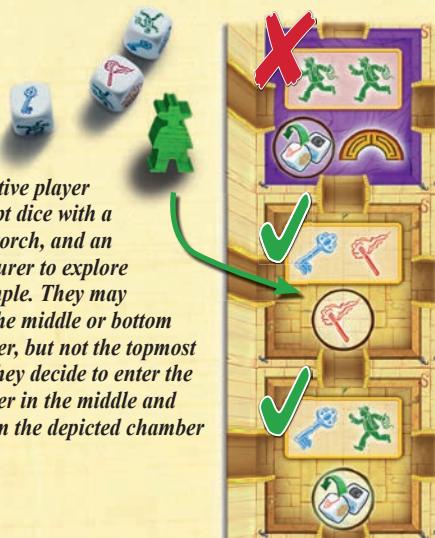 tive player
pt dice with a
orch, and an
urer to explore
mple. They may
he middle or bottom
er, but not the topmost
hey decide to enter the
er in the middle and
n the depicted chamber